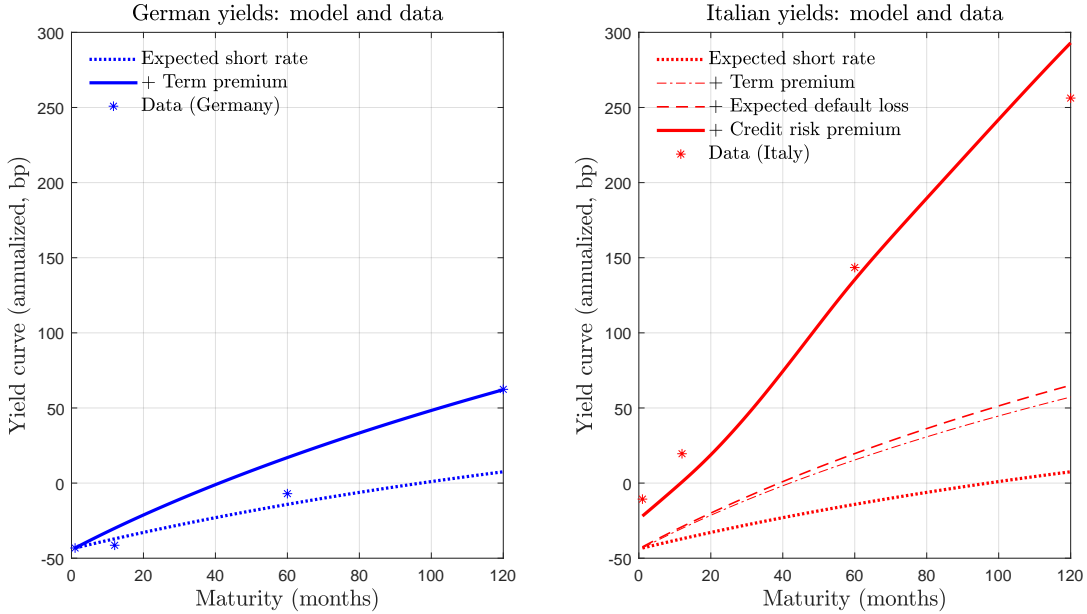 German yields: model and data
Expected short rate
+ Term premium
Data (Germany)
Yield curve (annualized, bp)
300
250
200
150
100
50
0
-50
0 20 40 60 80 100 120
Maturity (months)
Italian yields: model and data
Expected short rate
+ Term premium
+ Expected default loss
+ Credit risk premium
Data (Italy)
Yield curve (annualized, bp)
300
250
200
150
100
50
0
-50
0 20 40 60 80 100 120
Maturity (months)